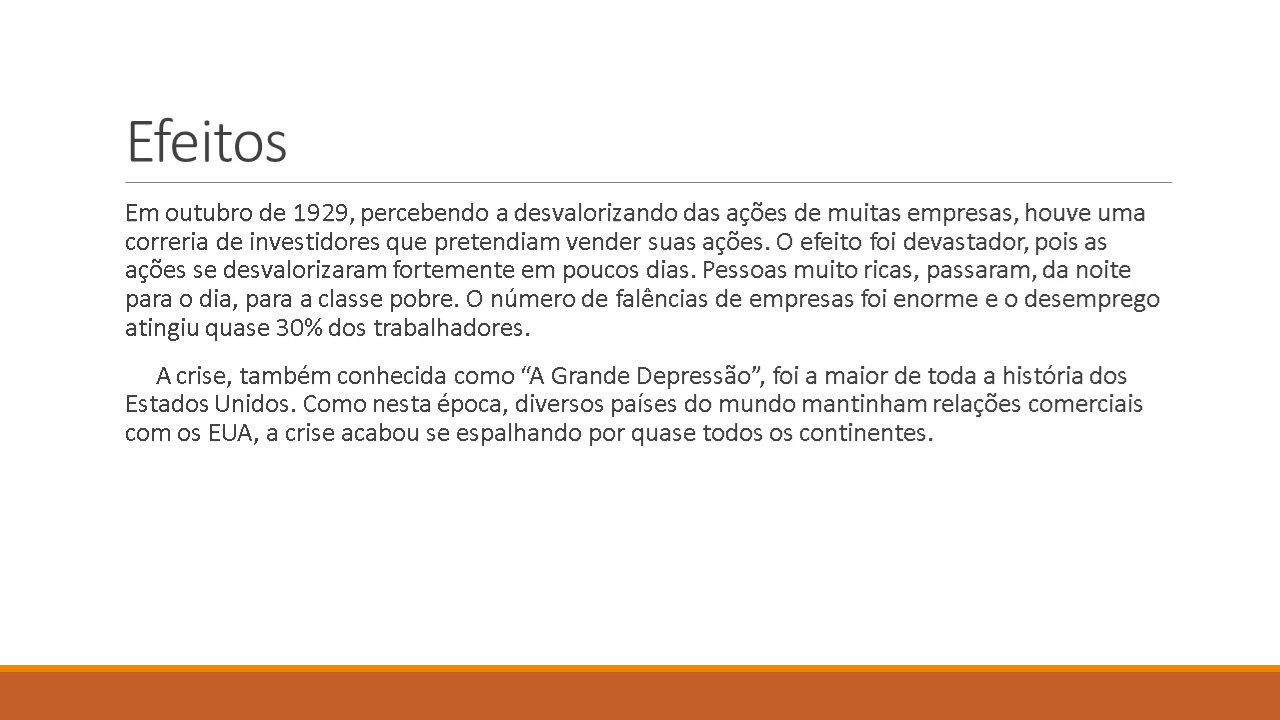 Efeitos
Em outubro de 1929, percebendo a desvalorizando das ações de muitas empresas, houve uma
correria de investidores que pretendiam vender suas ações. O efeito foi devastador, pois as
ações se desvalorizaram fortemente em poucos dias. Pessoas muito ricas, passaram, da noite
para o dia, para a classe pobre. O número de falências de empresas foi enorme e o desemprego
atingiu quase 30% dos trabalhadores.
A crise, também conhecida como “A Grande Depressão”, foi a maior de toda a história dos
Estados Unidos. Como nesta época, diversos países do mundo mantinham relações comerciais
com os EUA, a crise acabou se espalhando por quase todos os continentes.